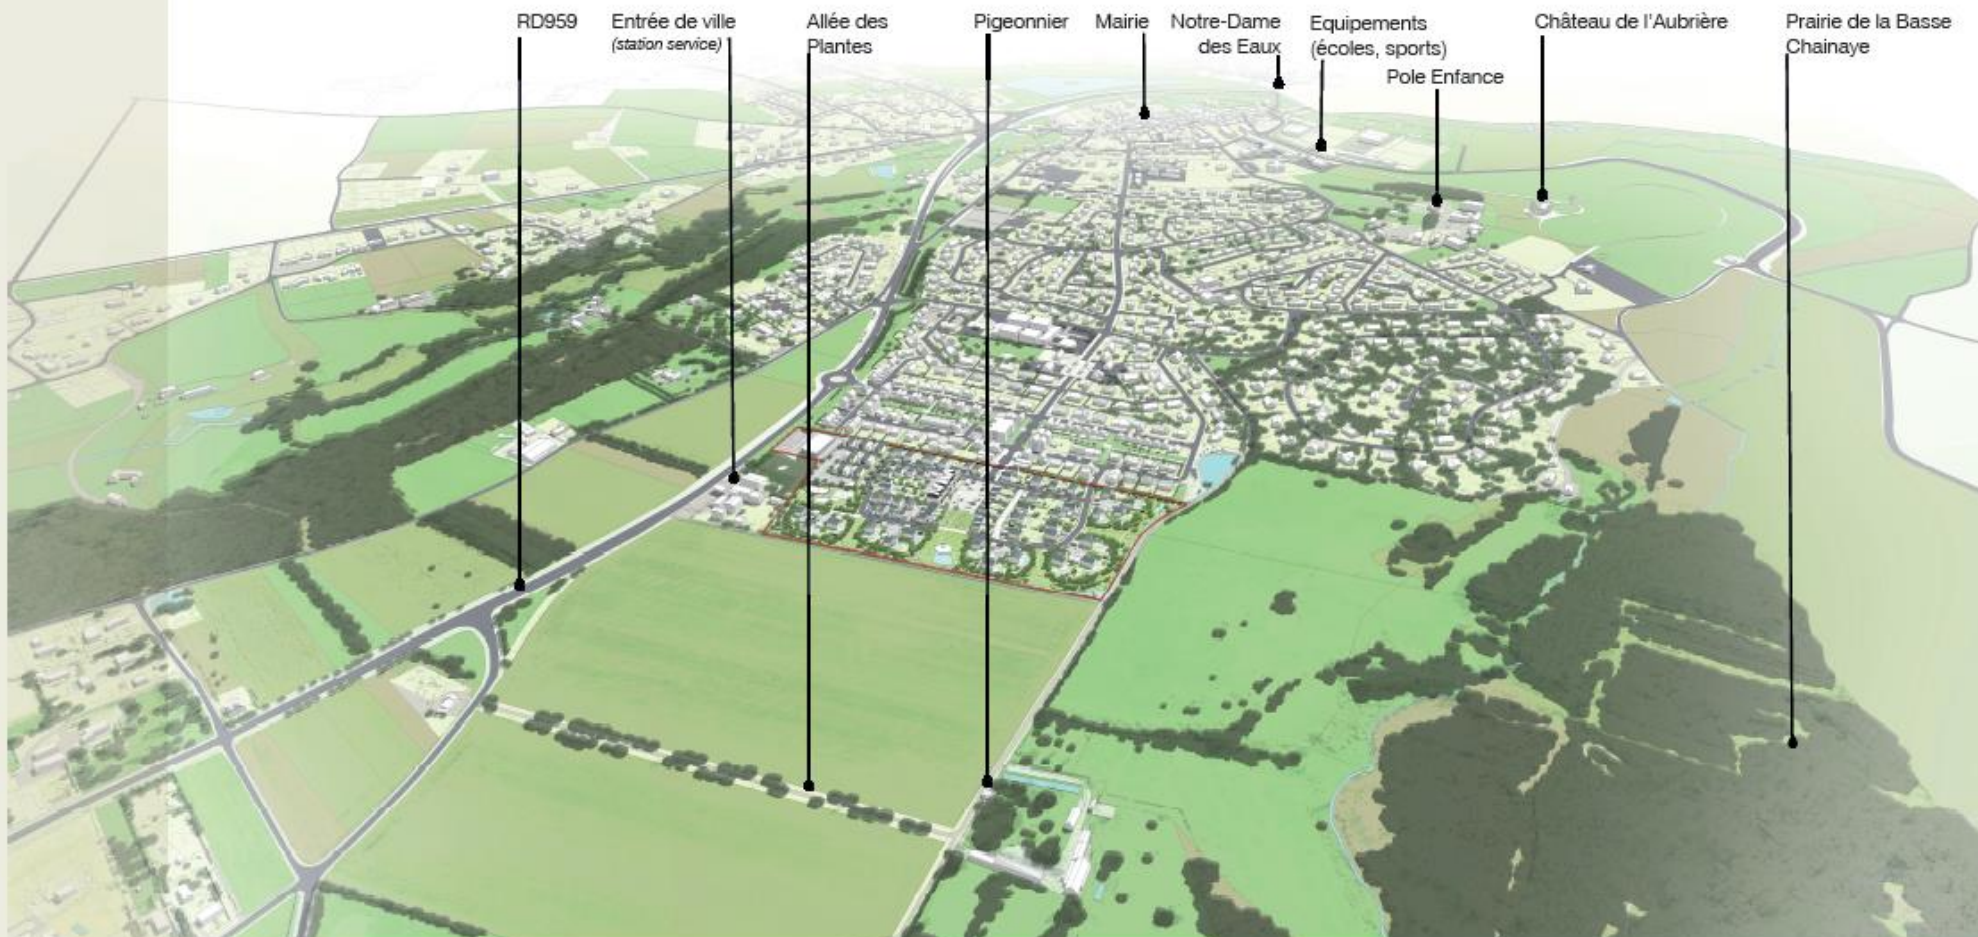 RD959
Entrée de ville
(station service)
Allée des
Plantes
Pigeonnier
Mairie
Notre-Dame
des Eaux
Equipements
(écoles, sports)
Pole Enfance
Château de l'Aubrière
Prairie de la Basse
Chainaye